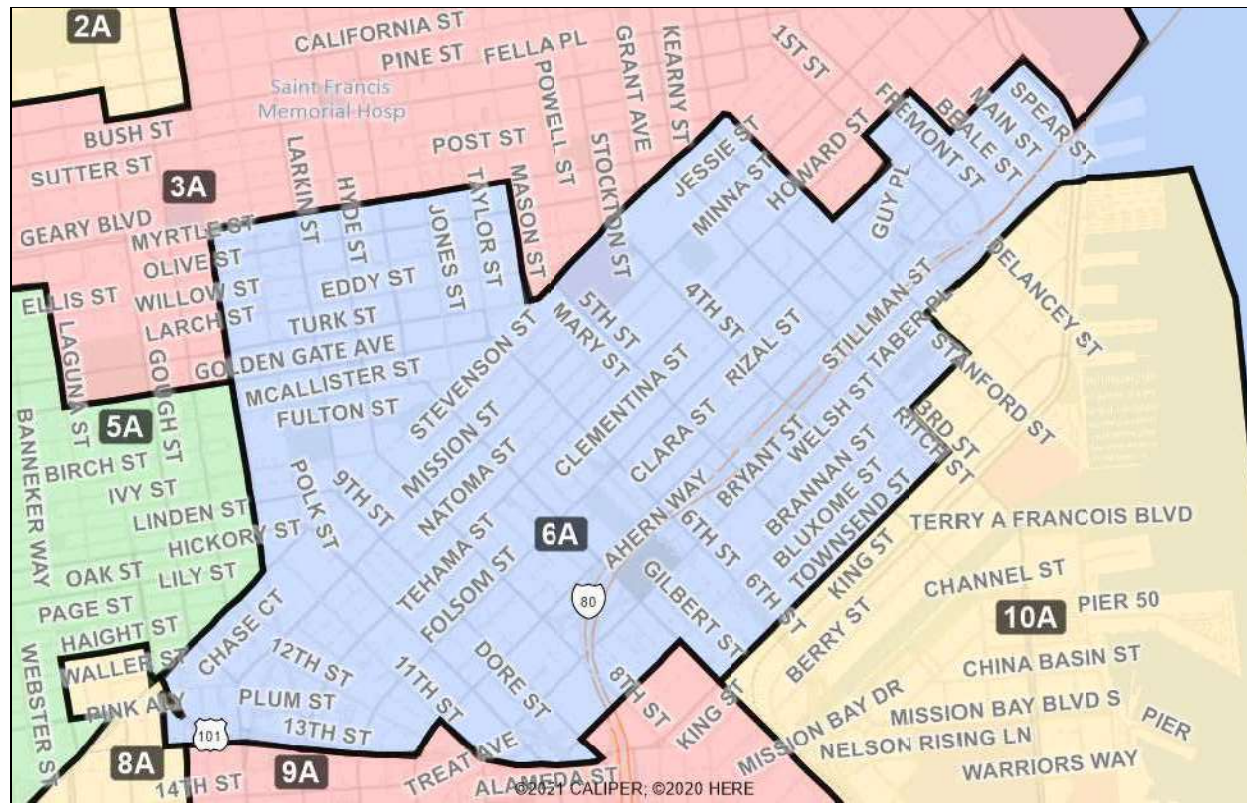 2A
CALIFORNIA ST
PINE ST
FELLA PL
POWELL ST
GRANT AVE
KEARNY ST
1ST ST
Saint Francis
Memorial Hosp
BUSH ST
SUTTER ST
POST ST
STOCKTON ST
JESSIE ST
MINNA ST
HOWARD ST
FREMONT ST
BEALE ST
MAIN ST
SPEAR ST
3A
LARKIN ST
HYDE ST
JONES ST
TAYLOR ST
MASON ST
GUY PL
GEARY BLVD
MYRTLE ST
OLIVE ST
ELLIS ST
WILLOW ST
LARCH ST
EDDY ST
TURK ST
GOLDEN GATE AVE
MCALLISTER ST
FULTON ST
STEVENSON ST
5TH ST
MARY ST
4TH ST
RIZAL ST
STILLMAN ST
TABER PL
DELANCEY ST
STANFORD ST
LAGUNA ST
GOUGH ST
5A
BANNEKER WAY
BIRCH ST
IVY ST
LINDEN ST
HICKORY ST
OAK ST
LILY ST
PAGE ST
HAIGHT ST
WALLER ST
PINK ALY
WEBSTER ST
POLK ST
9TH ST
MISSION ST
NATOMA ST
TEHAMA ST
FOLSOM ST
CLEMENTINA ST
CLARA ST
6A
AHERN WAY
BRYANT ST
WELSH ST
BRANNAN ST
BLUXOME ST
TOWNSEND ST
RITCH ST
3RD ST
6TH ST
6TH ST
GILBERT ST
80
KING ST
BERRY ST
TERRY A FRANCOIS BLVD
CHANNEL ST
10A
PIER 50
CHINA BASIN ST
MISSION BAY DR
MISSION BAY BLVD S
PIER
NELSON RISING LN
WARRIORS WAY
CHASE CT
12TH ST
PLUM ST
13TH ST
11TH ST
DORE ST
8TH ST
KING ST
101
8A
14TH ST
9A
TREAT AVE
ALAMEDA ST
©2021 CALIPER; ©2020 HERE